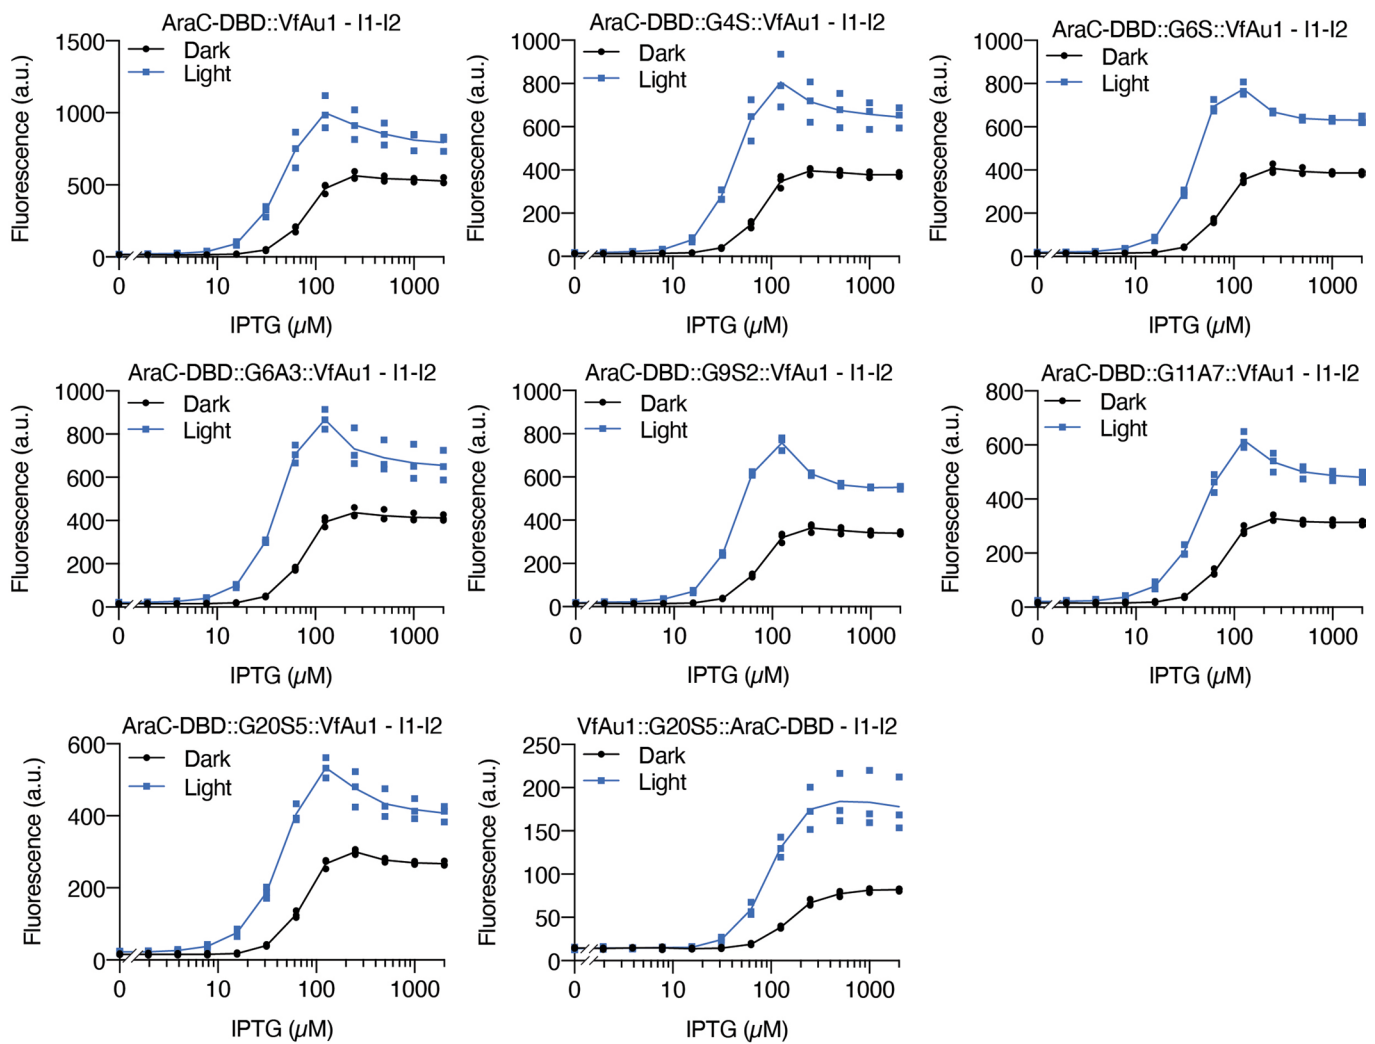 AraC-DBD::VfAu1 - I1-I2
Dark
Light
Fluorescence (a.u.)
1500
1000
500
0
0
10
100
1000
IPTG (µM)
AraC-DBD::G4S::VfAu1 - I1-I2
Dark
Light
Fluorescence (a.u.)
1000
800
600
400
200
0
0
10
100
1000
IPTG (µM)
AraC-DBD::G6S::VfAu1 - I1-I2
Dark
Light
Fluorescence (a.u.)
1000
800
600
400
200
0
0
10
100
1000
IPTG (µM)
AraC-DBD::G6A3::VfAu1 - I1-I2
Dark
Light
Fluorescence (a.u.)
1000
800
600
400
200
0
0
10
100
1000
IPTG (µM)
AraC-DBD::G9S2::VfAu1 - I1-I2
Dark
Light
Fluorescence (a.u.)
1000
800
600
400
200
0
0
10
100
1000
IPTG (µM)
AraC-DBD::G11A7::VfAu1 - I1-I2
Dark
Light
Fluorescence (a.u.)
800
600
400
200
0
0
10
100
1000
IPTG (µM)
AraC-DBD::G20S5::VfAu1 - I1-I2
Dark
Light
Fluorescence (a.u.)
600
400
200
0
0
10
100
1000
IPTG (µM)
VfAu1::G20S5::AraC-DBD - I1-I2
Dark
Light
Fluorescence (a.u.)
250
200
150
100
50
0
0
10
100
1000
IPTG (µM)